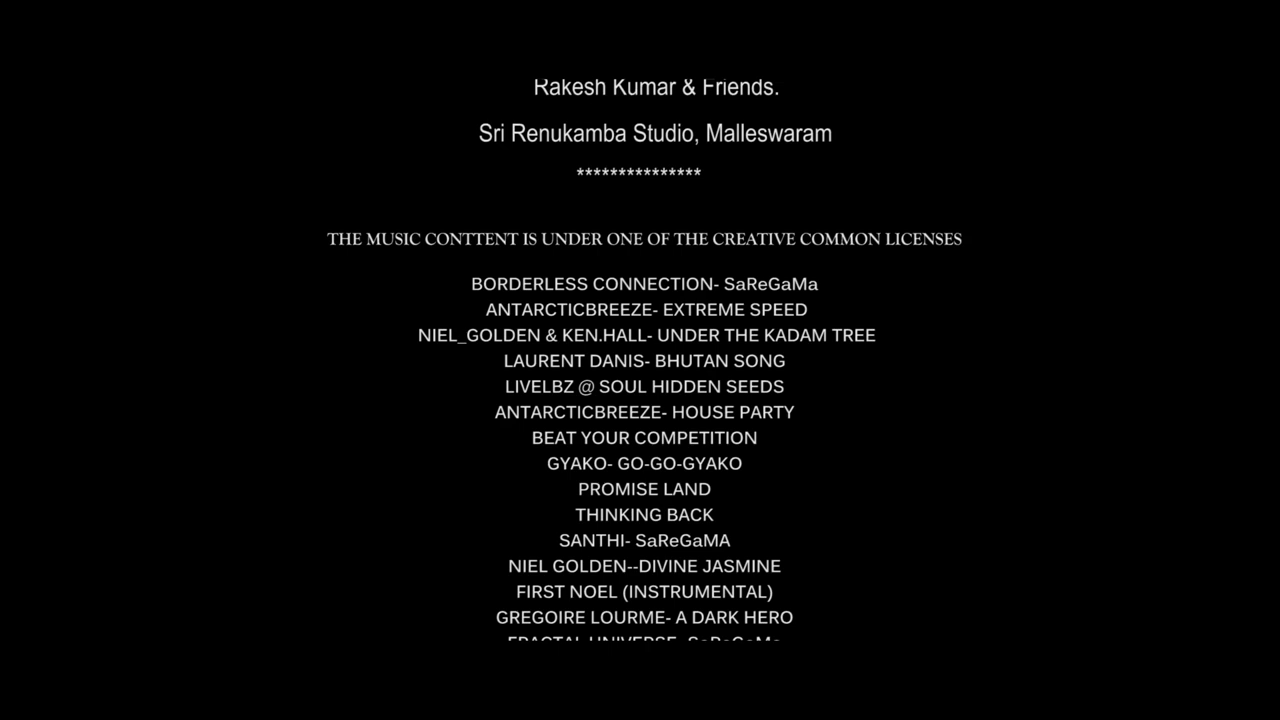 Rakesh Kumar & Friends.
Sri Renukamba Studio, Malleswaram
***************
THE MUSIC CONTTENT IS UNDER ONE OF THE CREATIVE COMMON LICENSES
BORDERLESS CONNECTION- SaReGaMa
ANTARCTICBREEZE- EXTREME SPEED
NIEL_GOLDEN & KEN.HALL- UNDER THE KADAM TREE
LAURENT DANIS- BHUTAN SONG
LIVELBZ @ SOUL HIDDEN SEEDS
ANTARCTICBREEZE- HOUSE PARTY
BEAT YOUR COMPETITION
GYAKO- GO-GO-GYAKO
PROMISE LAND
THINKING BACK
SANTHI- SaReGaMA
NIEL GOLDEN--DIVINE JASMINE
FIRST NOEL (INSTRUMENTAL)
GREGOIRE LOURME- A DARK HERO
FRACTAL UNIVERSE- SaReGaMa